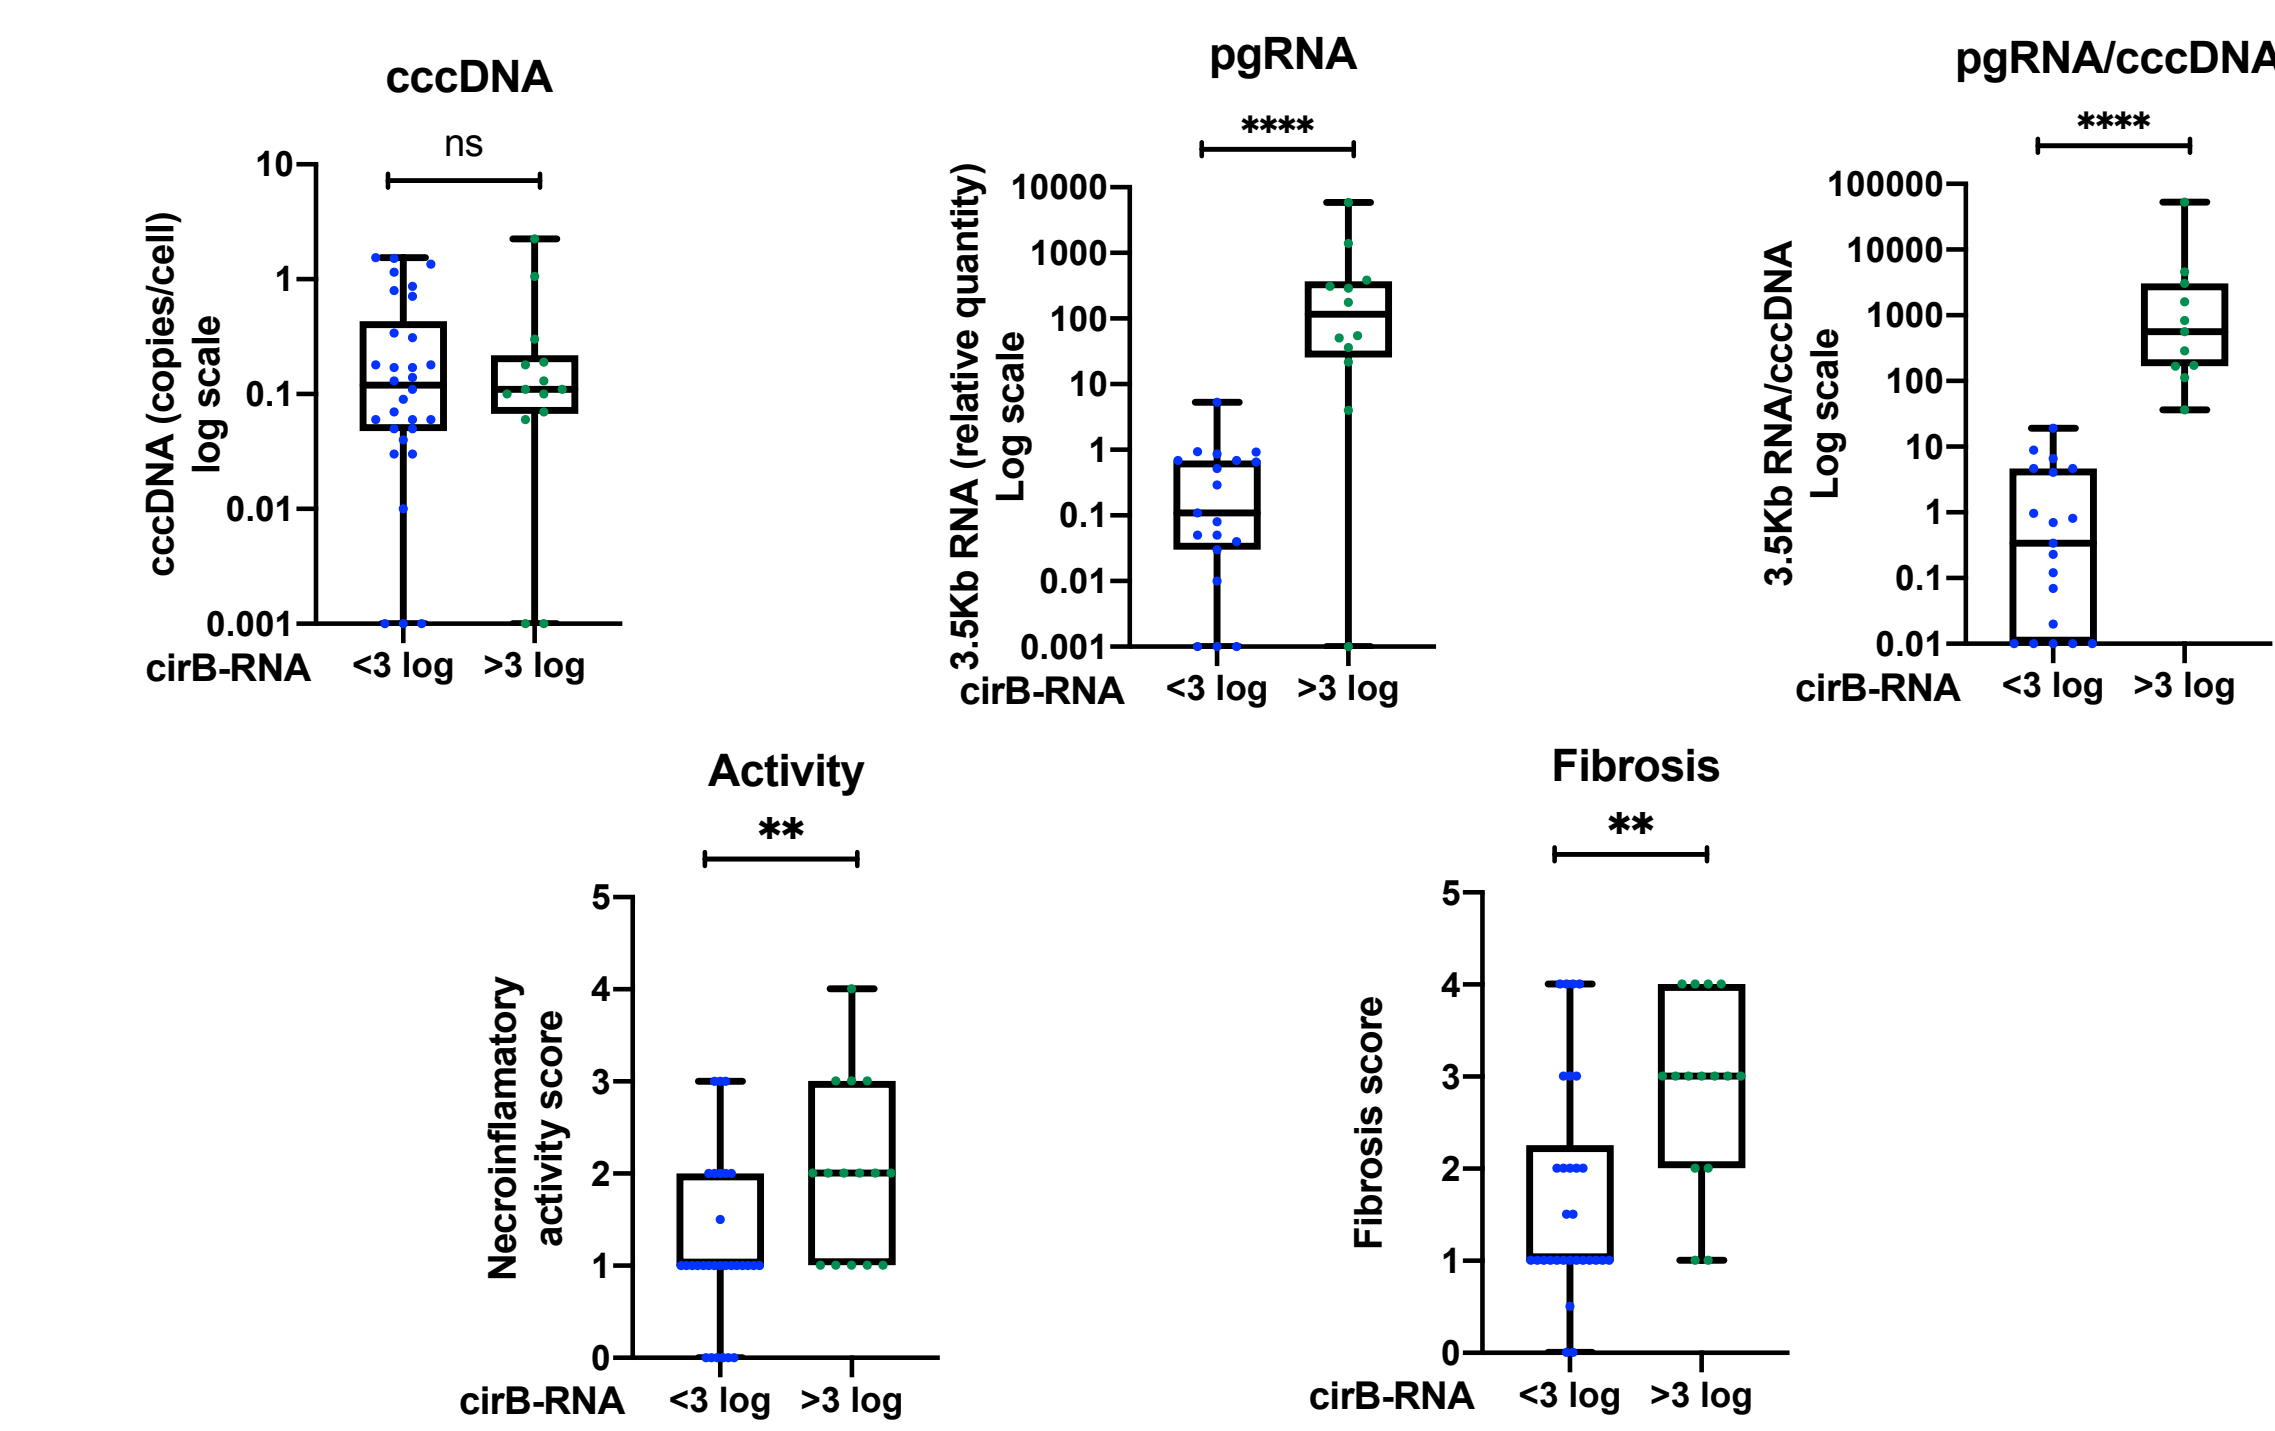 cccDNA
ns
cccDNA (copies/cell)
log scale
10
1
0.1
0.01
0.001
cirB-RNA <3 log >3 log
pgRNA
****
3.5Kb RNA (relative quantity)
Log scale
10000
1000
100
10
1
0.1
0.01
0.001
cirB-RNA <3 log >3 log
pgRNA/cccDNA
****
3.5Kb RNA/cccDNA
Log scale
100000
10000
1000
100
10
1
0.1
0.01
cirB-RNA <3 log >3 log
Activity
**
Necroinflamatory
activity score
5
4
3
2
1
0
cirB-RNA <3 log >3 log
Fibrosis
**
Fibrosis score
5
4
3
2
1
0
cirB-RNA <3 log >3 log